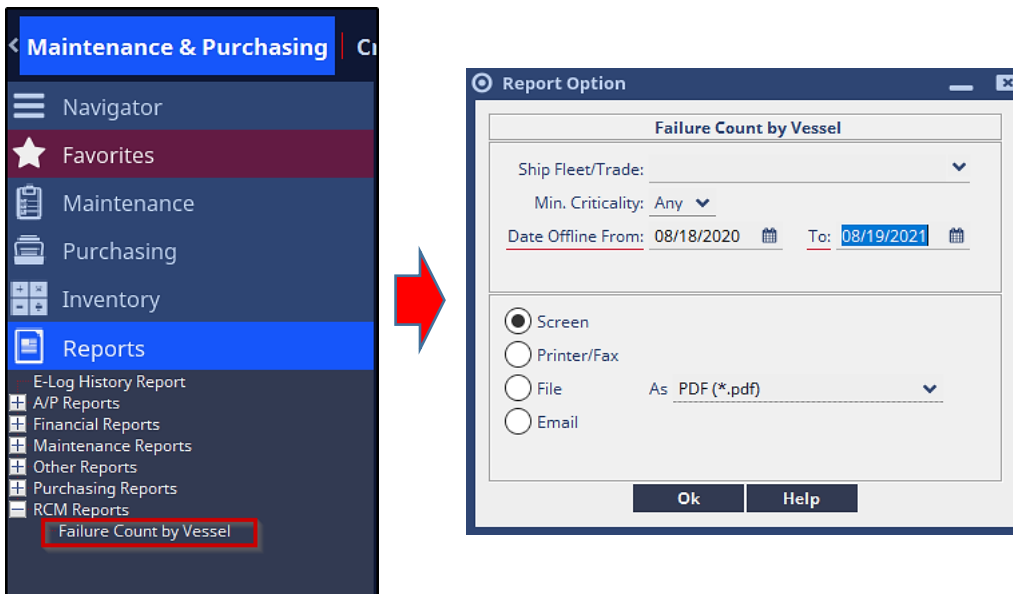 Maintenance & Purchasing
Navigator
Favorites
Maintenance
Purchasing
Inventory
Reports
E-Log History Report
A/P Reports
Financial Reports
Maintenance Reports
Other Reports
Purchasing Reports
RCM Reports
Failure Count by Vessel
Report Option
Failure Count by Vessel
Ship Fleet/Trade:
Min. Criticality: Any
Date Offline From: 08/18/2020 To: 08/19/2021
Screen
Printer/Fax
File As PDF (*.pdf)
Email
Ok Help